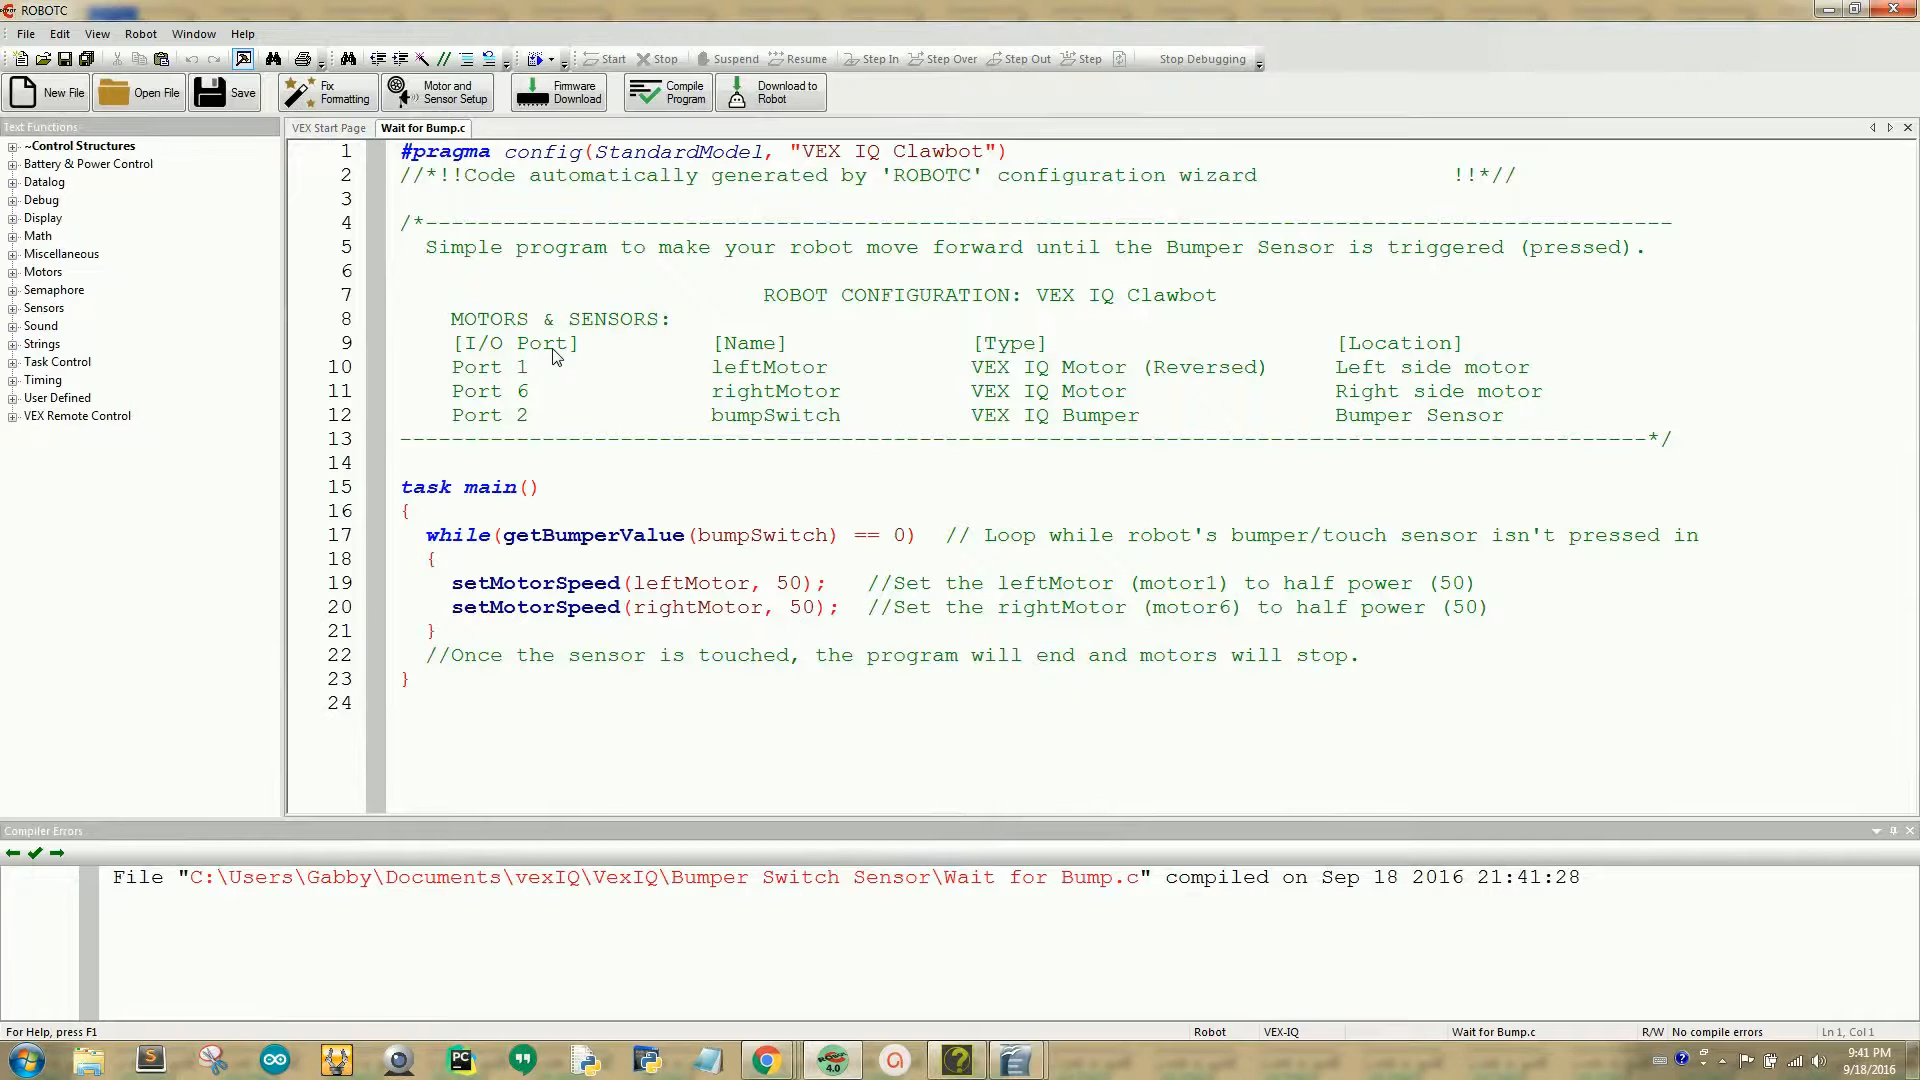 ROBOTC
File Edit View Robot Window Help
Start Stop Suspend Resume Step In Step Over Step Out Step Stop Debugging
New File Open File Save Fix Formatting Motor and Sensor Setup Firmware Download Compile Program Download to Robot
Text Functions
~Control Structures
Battery & Power Control
Datalog
Debug
Display
Math
Miscellaneous
Motors
Semaphore
Sensors
Sound
Strings
Task Control
Timing
User Defined
VEX Remote Control
VEX Start Page Wait for Bump.c
1 #pragma config(StandardModel, "VEX IQ Clawbot")
2 //*!!Code automatically generated by 'ROBOTC' configuration wizard !!*//
3
4 /*-------------------------------------------------------------------------------------------------
5 Simple program to make your robot move forward until the Bumper Sensor is triggered (pressed).
6
7 ROBOT CONFIGURATION: VEX IQ Clawbot
8 MOTORS & SENSORS:
9 [I/O Port] [Name] [Type] [Location]
10 Port 1 leftMotor VEX IQ Motor (Reversed) Left side motor
11 Port 6 rightMotor VEX IQ Motor Right side motor
12 Port 2 bumpSwitch VEX IQ Bumper Bumper Sensor
13 -------------------------------------------------------------------------------------------------*/
14
15 task main()
16 {
17 while(getBumperValue(bumpSwitch) == 0) // Loop while robot's bumper/touch sensor isn't pressed in
18 {
19 setMotorSpeed(leftMotor, 50); //Set the leftMotor (motor1) to half power (50)
20 setMotorSpeed(rightMotor, 50); //Set the rightMotor (motor6) to half power (50)
21 }
22 //Once the sensor is touched, the program will end and motors will stop.
23 }
24
Compiler Errors
File "C:\Users\Gabby\Documents\vexIQ\VexIQ\Bumper Switch Sensor\Wait for Bump.c" compiled on Sep 18 2016 21:41:28
For Help, press F1 Robot VEX-IQ Wait for Bump.c R/W No compile errors Ln 1, Col 1
S PC 4.0 a ?
9:41 PM
9/18/2016